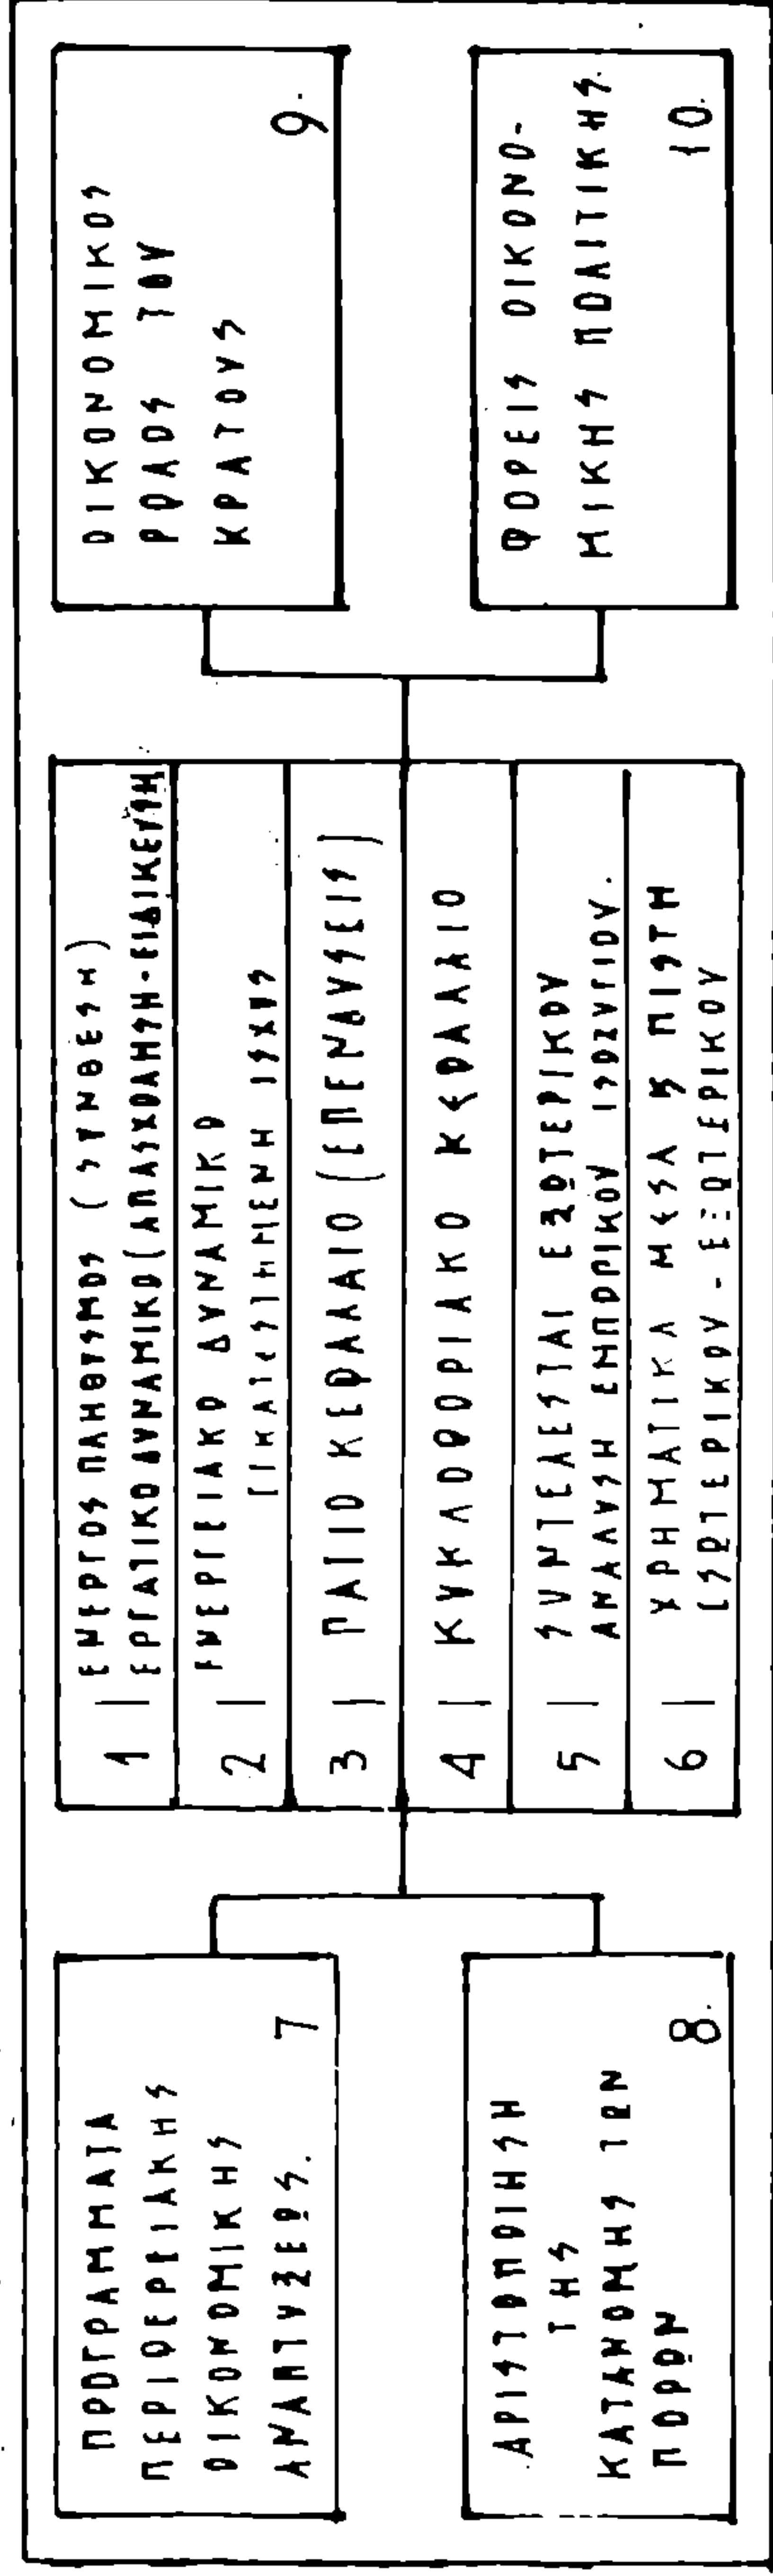 ΠΡΟΓΡΑΜΜΑΤΑ
ΠΕΡΙΦΕΡΕΙΑΚΗΣ
ΟΙΚΟΝΟΜΙΚΗΣ
ΑΝΑΠΤΥΞΕΩΣ.
7
ΑΡΙΣΤΟΠΟΙΗΣΗ
ΤΗΣ
ΚΑΤΑΝΟΜΗΣ ΤΩΝ
ΠΟΡΩΝ
8.
1 | ΕΝΕΡΓΟΣ ΠΛΗΘΥΣΜΟΣ (ΣΥΝΘΕΣΗ)
ΕΡΓΑΤΙΚΟ ΔΥΝΑΜΙΚΟ (ΑΠΑΣΧΟΛΗΣΗ-ΕΙΔΙΚΕΥΣΗ
2 | ΕΝΕΡΓΕΙΑΚΟ ΔΥΝΑΜΙΚΟ
ΕΓΚΑΤΕΣΤΗΜΕΝΗ ΙΣΧΥΣ
3 | ΠΑΓΙΟ ΚΕΦΑΛΑΙΟ (ΕΠΕΝΔΥΣΕΙΣ)
4 | ΚΥΚΛΟΦΟΡΙΑΚΟ ΚΕΦΑΛΑΙΟ
5 | ΣΥΝΤΕΛΕΣΤΑΙ ΕΞΩΤΕΡΙΚΟΥ
ΑΝΑΛΥΣΗ ΕΜΠΟΡΙΚΟΥ ΙΣΟΖΥΓΙΟΥ.
6 | ΧΡΗΜΑΤΙΚΑ ΜΕΣΑ Ϗ ΠΙΣΤΗ
ΕΣΩΤΕΡΙΚΟΥ - ΕΞΩΤΕΡΙΚΟΥ
ΟΙΚΟΝΟΜΙΚΟΣ
ΡΟΛΟΣ ΤΟΥ
ΚΡΑΤΟΥΣ
9.
ΦΟΡΕΙΣ ΟΙΚΟΝΟ-
ΜΙΚΗΣ ΠΟΛΙΤΙΚΗΣ.
10.